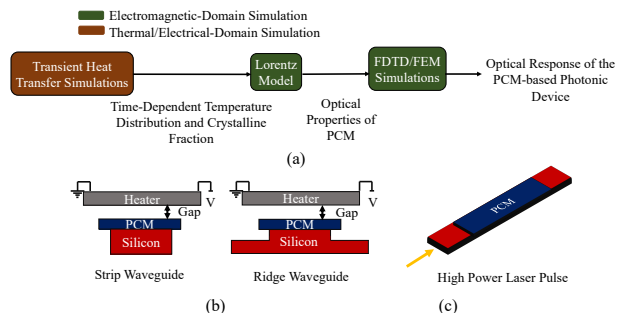 Electromagnetic-Domain Simulation
Thermal/Electrical-Domain Simulation
Transient Heat
Transfer Simulations
Lorentz
Model
FDTD/FEM
Simulations
Optical Response of the
PCM-based Photonic
Device
Time-Dependent Temperature
Distribution and Crystalline
Fraction
Optical
Properties of
PCM
(a)
Heater
V
Gap
PCM
Silicon
Strip Waveguide
Heater
V
Gap
PCM
Silicon
Ridge Waveguide
(b)
PCM
High Power Laser Pulse
(c)